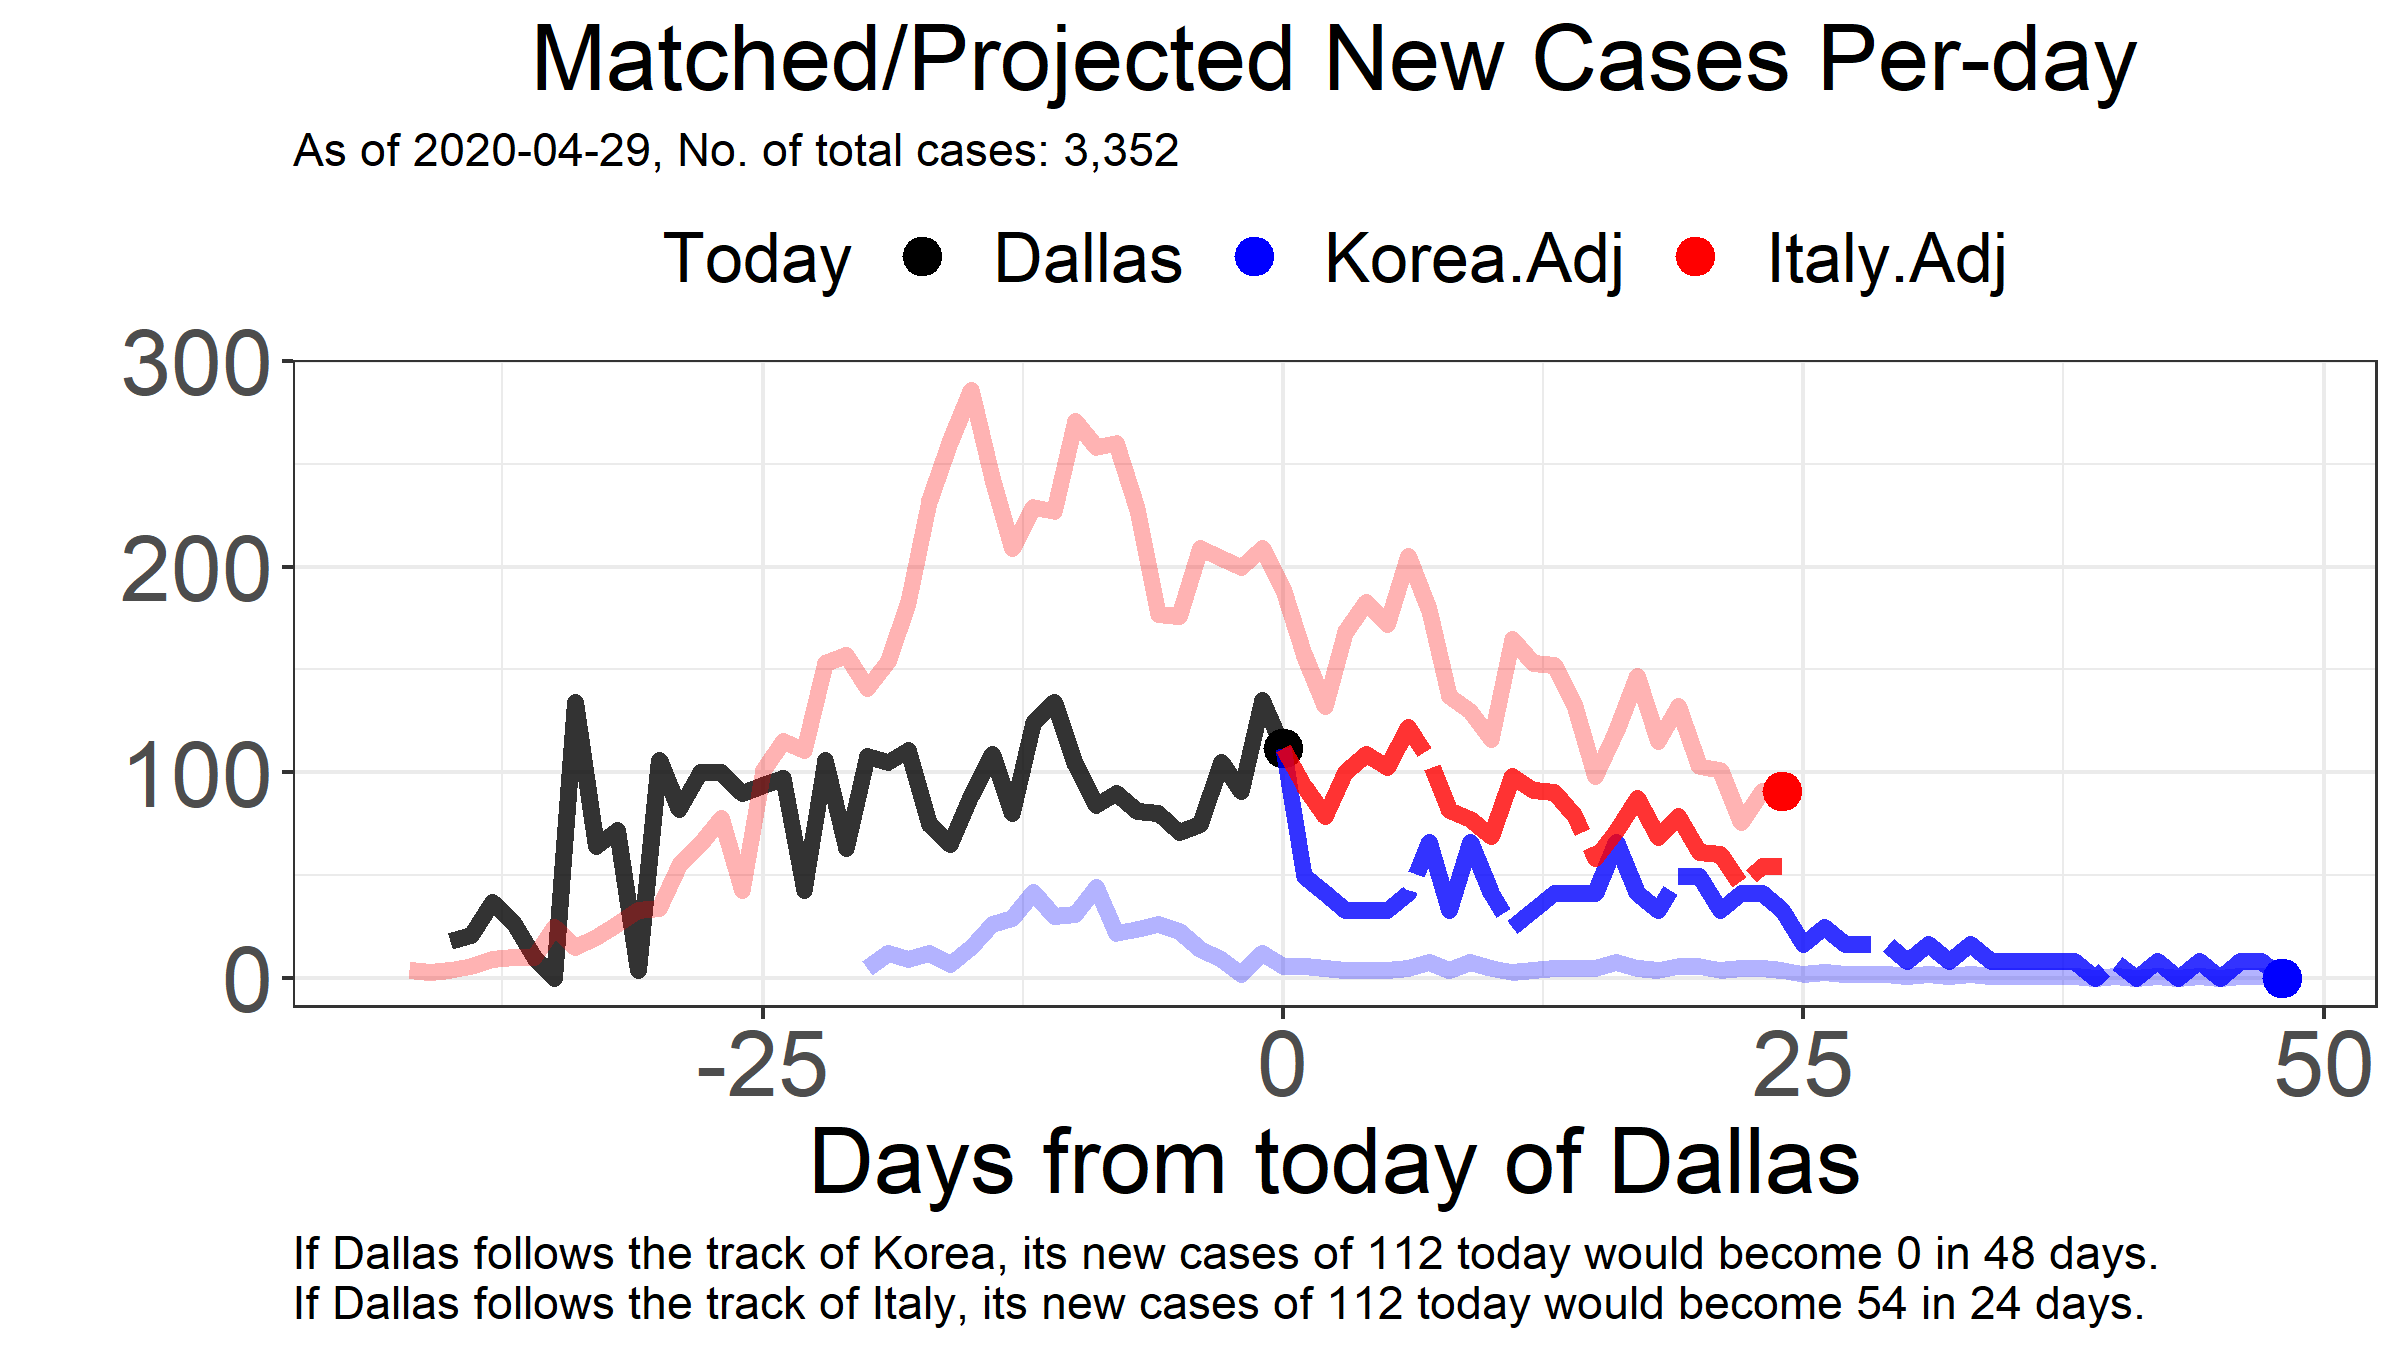 Matched/Projected New Cases Per-day
As of 2020-04-29, No. of total cases: 3,352
Today Dallas Korea.Adj Italy.Adj
300
200
100
0
-25 0 25 50
Days from today of Dallas
If Dallas follows the track of Korea, its new cases of 112 today would become 0 in 48 days.
If Dallas follows the track of Italy, its new cases of 112 today would become 54 in 24 days.